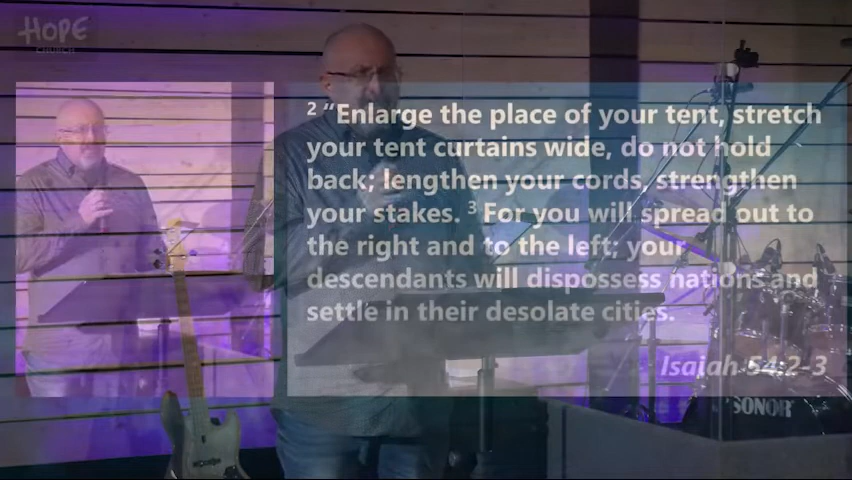 HOPE
CHURCH
2 “Enlarge the place of your tent, stretch
your tent curtains wide, do not hold
back; lengthen your cords, strengthen
your stakes. 3 For you will spread out to
the right and to the left; your
descendants will dispossess nations and
settle in their desolate cities.
Isaiah 54:2-3
SONOR